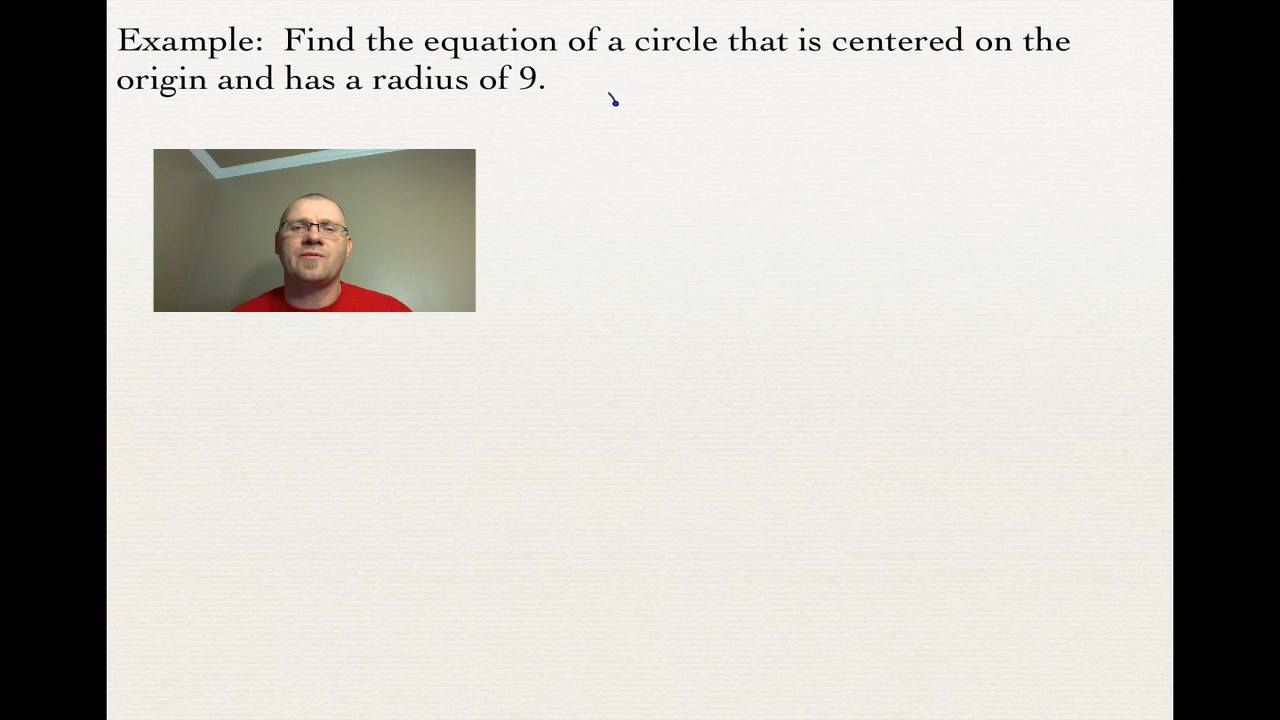 Example: Find the equation of a circle that is centered on the
origin and has a radius of 9.